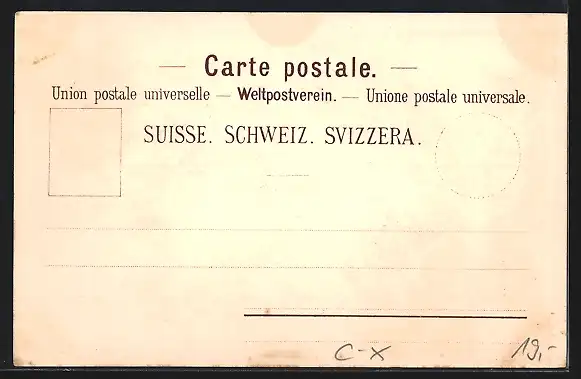 — Carte postale. —
Union postale universelle — Weltpostverein. — Unione postale universale.
SUISSE. SCHWEIZ. SVIZZERA.
C-X 19,-